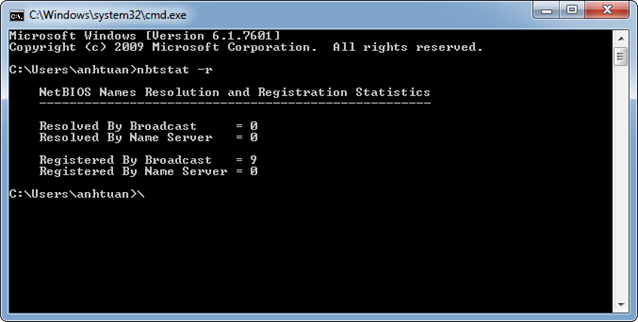 C:\Windows\system32\cmd.exe
Microsoft Windows [Version 6.1.7601]
Copyright (c) 2009 Microsoft Corporation.  All rights reserved.
C:\Users\anhtuan>nbtstat -r
NetBIOS Names Resolution and Registration Statistics
----------------------------------------------------
Resolved By Broadcast     = 0
Resolved By Name Server   = 0
Registered By Broadcast   = 9
Registered By Name Server = 0
C:\Users\anhtuan>\